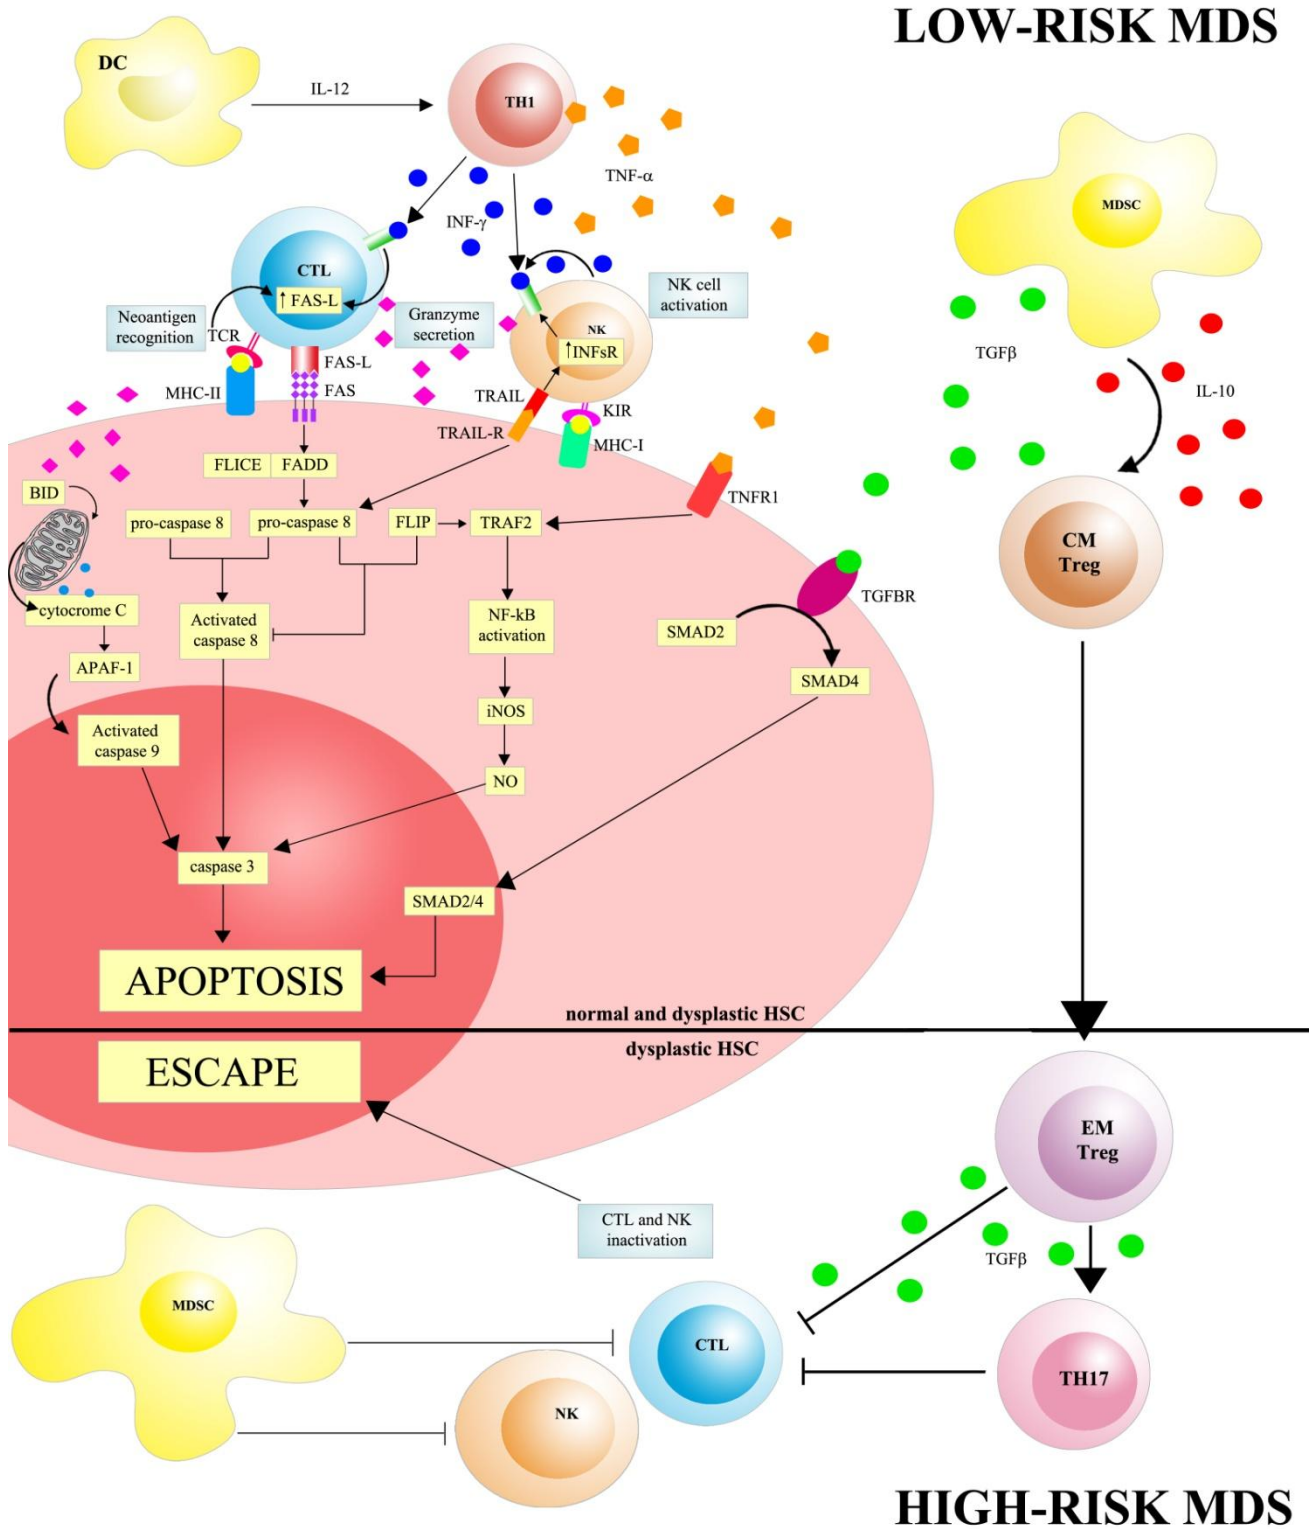 LOW-RISK MDS
DC
IL-12
TH1
TNF-α
MDSC
INF-γ
CTL
↑ FAS-L
NK cell
activation
Neoantigen
recognition
TCR
Granzyme
secretion
NK
↑INFsR
TGFβ
IL-10
FAS-L
FAS
MHC-II
TRAIL
KIR
TRAIL-R
MHC-I
FLICE
FADD
TNFR1
BID
pro-caspase 8
pro-caspase 8
FLIP
TRAF2
CM
Treg
cytocrome C
Activated
caspase 8
NF-kB
activation
TGFBR
SMAD2
APAF-1
SMAD4
iNOS
Activated
caspase 9
NO
caspase 3
SMAD2/4
APOPTOSIS
normal and dysplastic HSC
dysplastic HSC
ESCAPE
EM
Treg
CTL and NK
inactivation
TGFβ
MDSC
CTL
TH17
NK
HIGH-RISK MDS